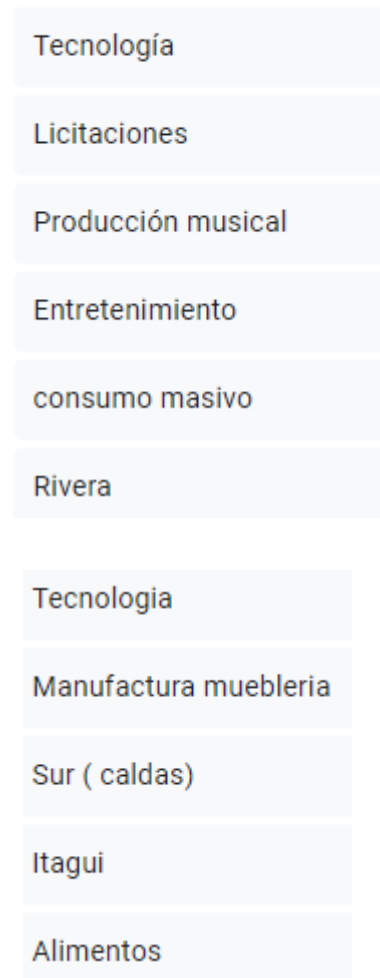 Tecnología
Licitaciones
Producción musical
Entretenimiento
consumo masivo
Rivera
Tecnologia
Manufactura muebleria
Sur ( caldas)
Itagui
Alimentos